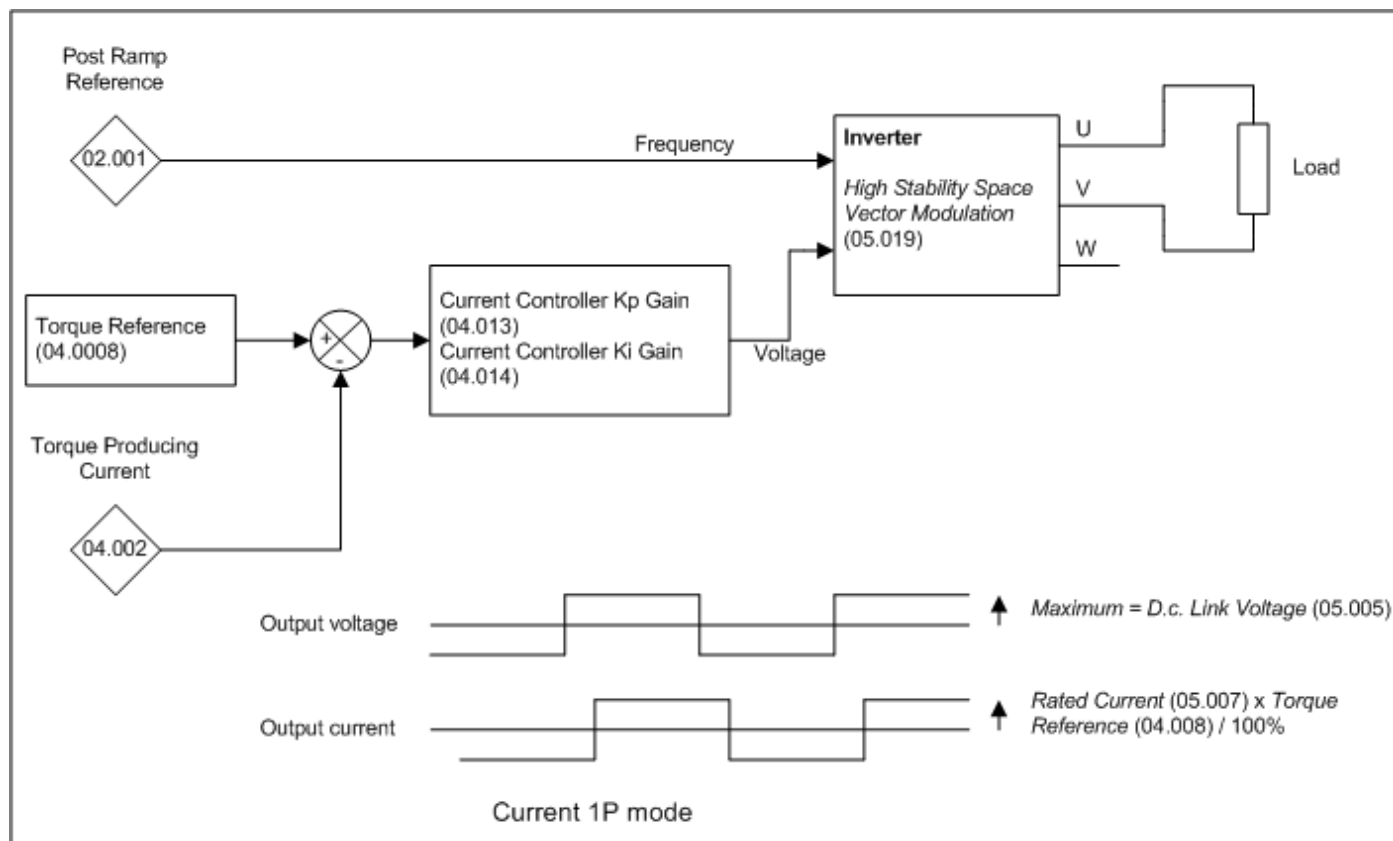 Post Ramp
Reference
02.001
Frequency
Inverter
High Stability Space
Vector Modulation
(05.019)
U
V
W
Load
Torque Reference
(04.0008)
+
-
Current Controller Kp Gain
(04.013)
Current Controller Ki Gain
(04.014)
Voltage
Torque Producing
Current
04.002
Output voltage
Maximum = D.c. Link Voltage (05.005)
Output current
Rated Current (05.007) x Torque
Reference (04.008) / 100%
Current 1P mode